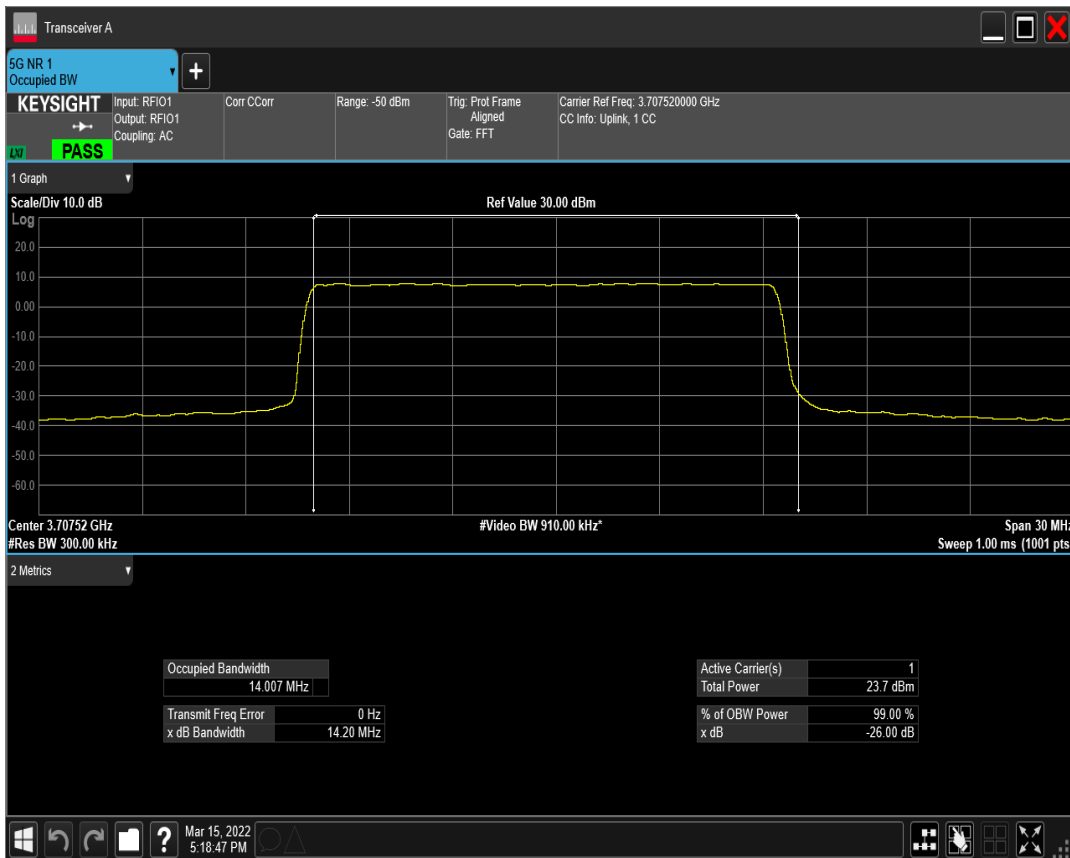 Transceiver A
5G NR 1
Occupied BW
KEYSIGHT
LXI
PASS
Input: RFIO1
Output: RFIO1
Coupling: AC
Corr CCorr
Range: -50 dBm
Trig: Prot Frame
Aligned
Gate: FFT
Carrier Ref Freq: 3.707520000 GHz
CC Info: Uplink, 1 CC
1 Graph
Scale/Div 10.0 dB
Ref Value 30.00 dBm
Log
20.0
10.0
0.00
-10.0
-20.0
-30.0
-40.0
-50.0
-60.0
Center 3.70752 GHz
#Video BW 910.00 kHz*
Span 30 MHz
#Res BW 300.00 kHz
Sweep 1.00 ms (1001 pts
2 Metrics
Occupied Bandwidth
14.007 MHz
Transmit Freq Error 0 Hz
x dB Bandwidth 14.20 MHz
Active Carrier(s) 1
Total Power 23.7 dBm
% of OBW Power 99.00 %
x dB -26.00 dB
?
Mar 15, 2022
5:18:47 PM